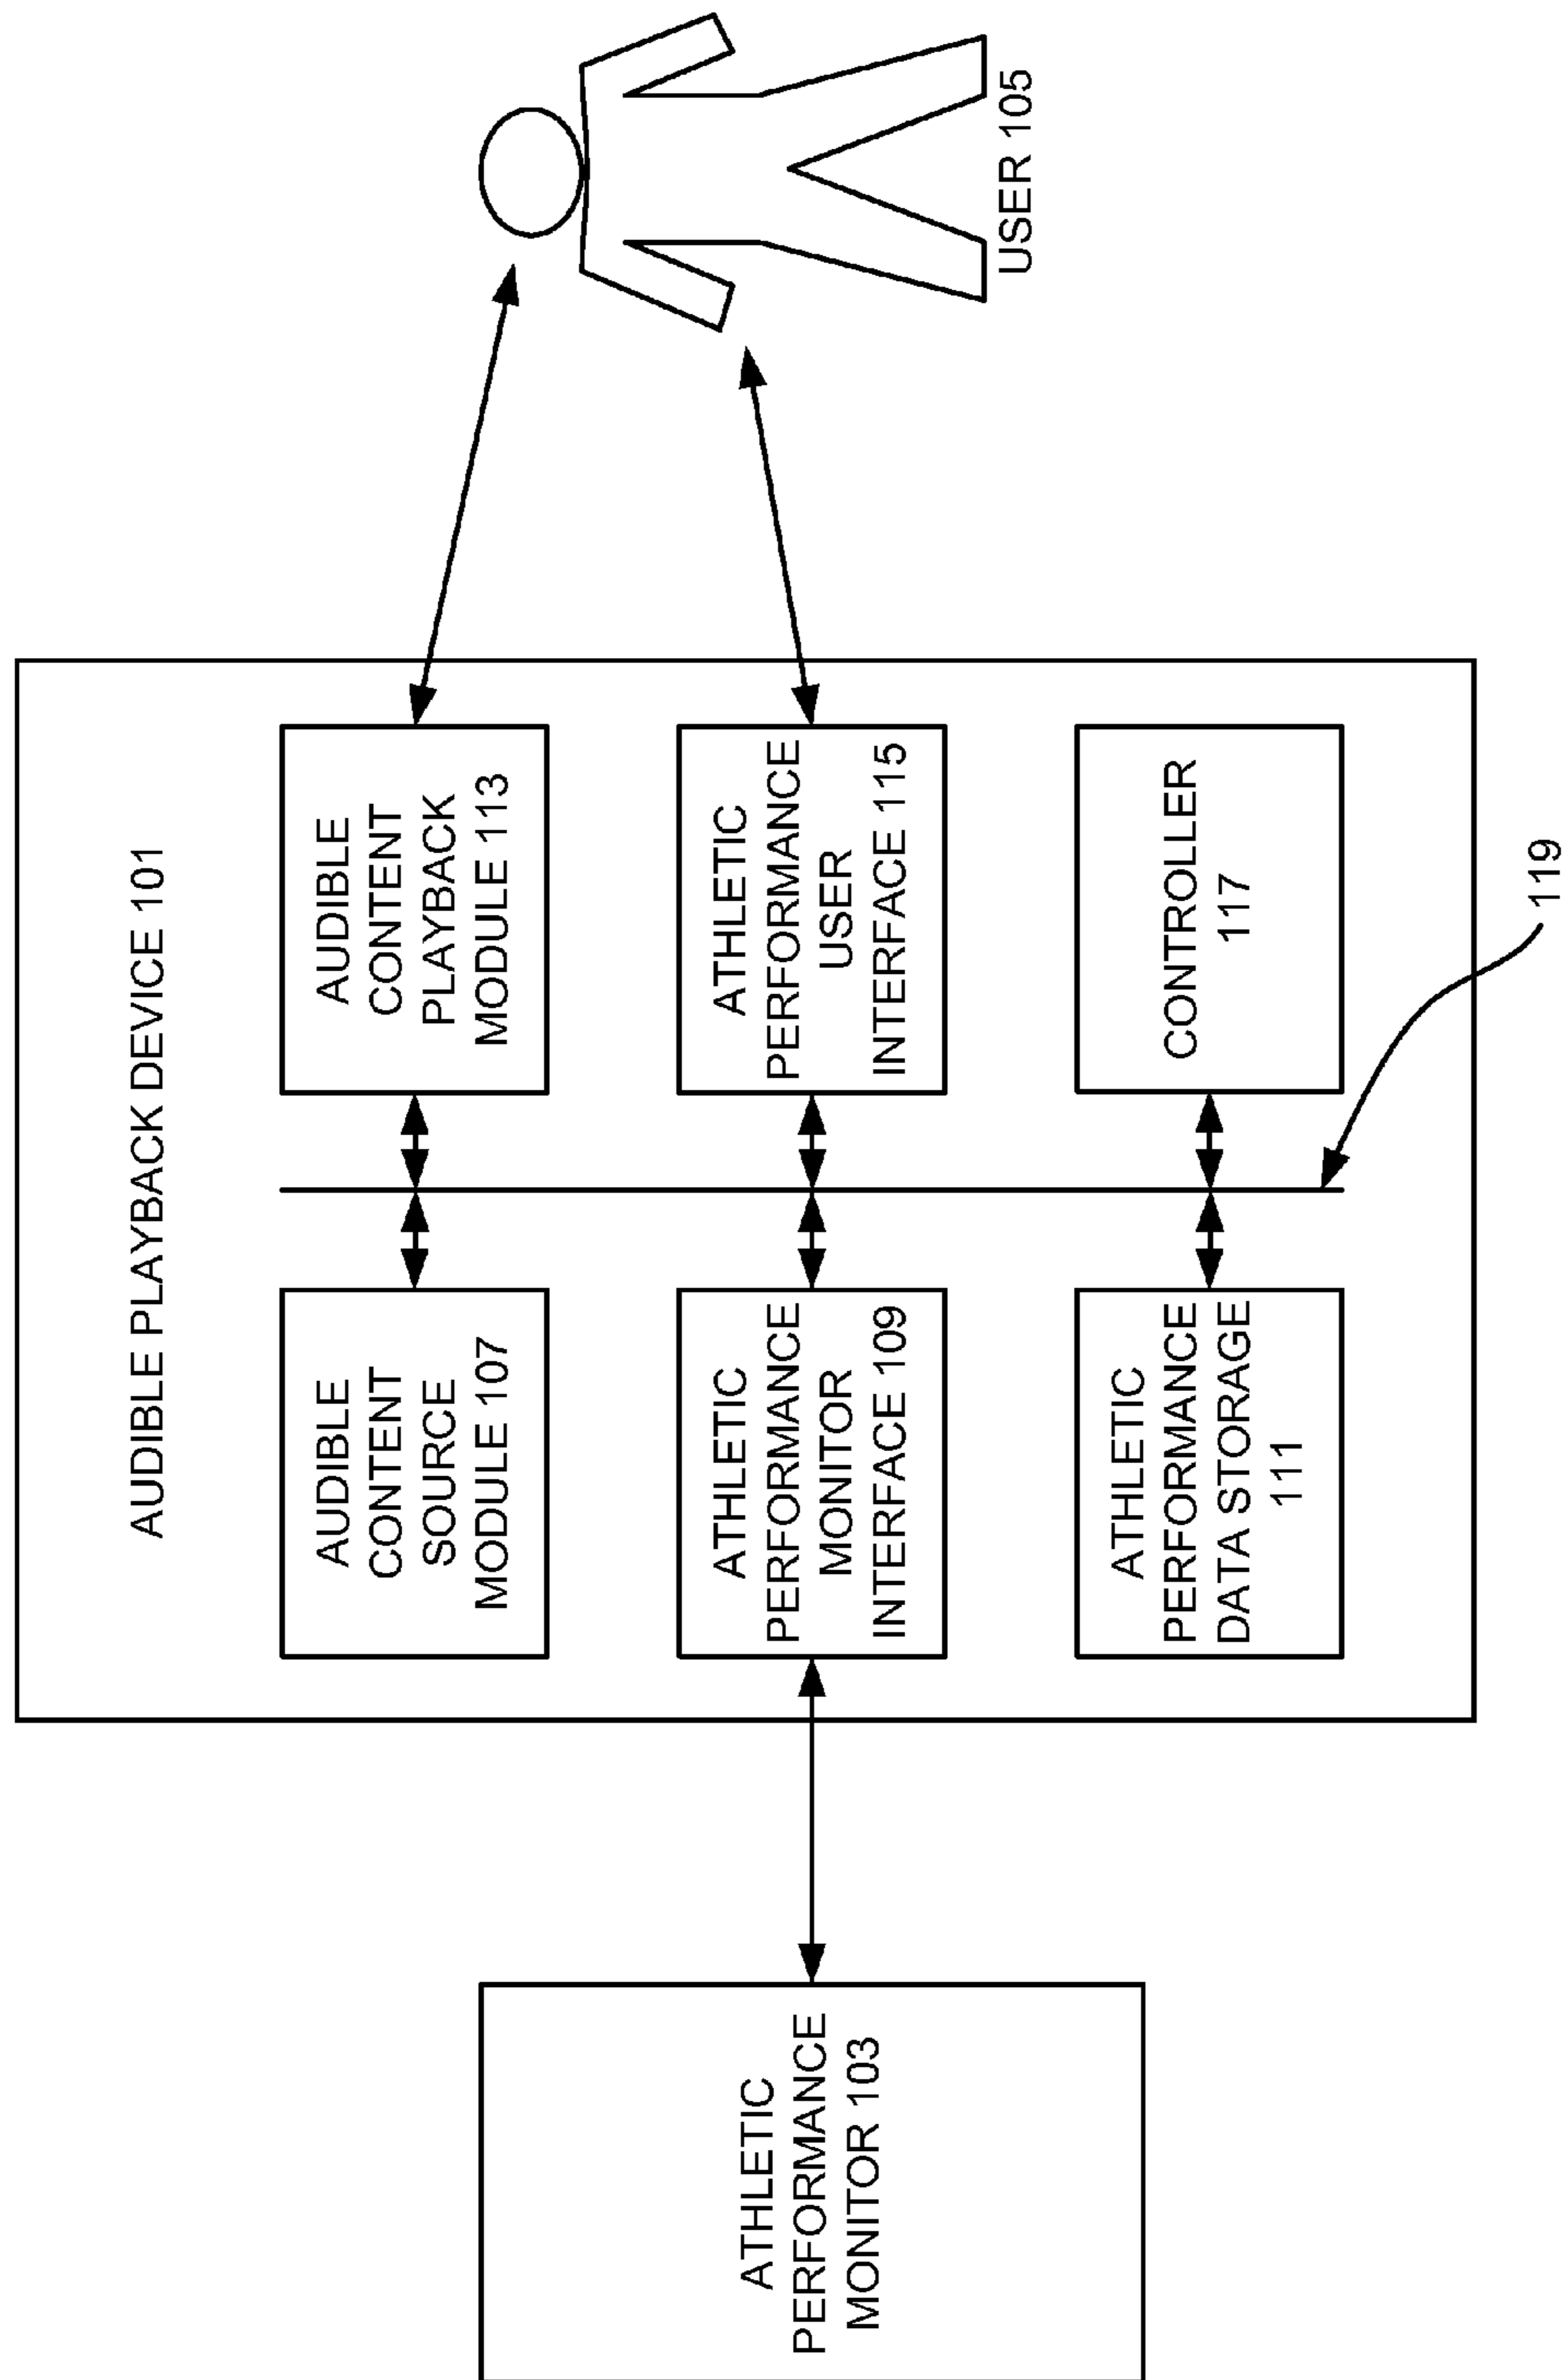 AUDIBLE PLAYBACK DEVICE 101
AUDIBLE
CONTENT
SOURCE
MODULE 107
AUDIBLE
CONTENT
PLAYBACK
MODULE 113
ATHLETIC
PERFORMANCE
MONITOR 103
ATHLETIC
PERFORMANCE
MONITOR
INTERFACE 109
ATHLETIC
PERFORMANCE
USER
INTERFACE 115
USER 105
ATHLETIC
PERFORMANCE
DATA STORAGE
111
CONTROLLER
117
119